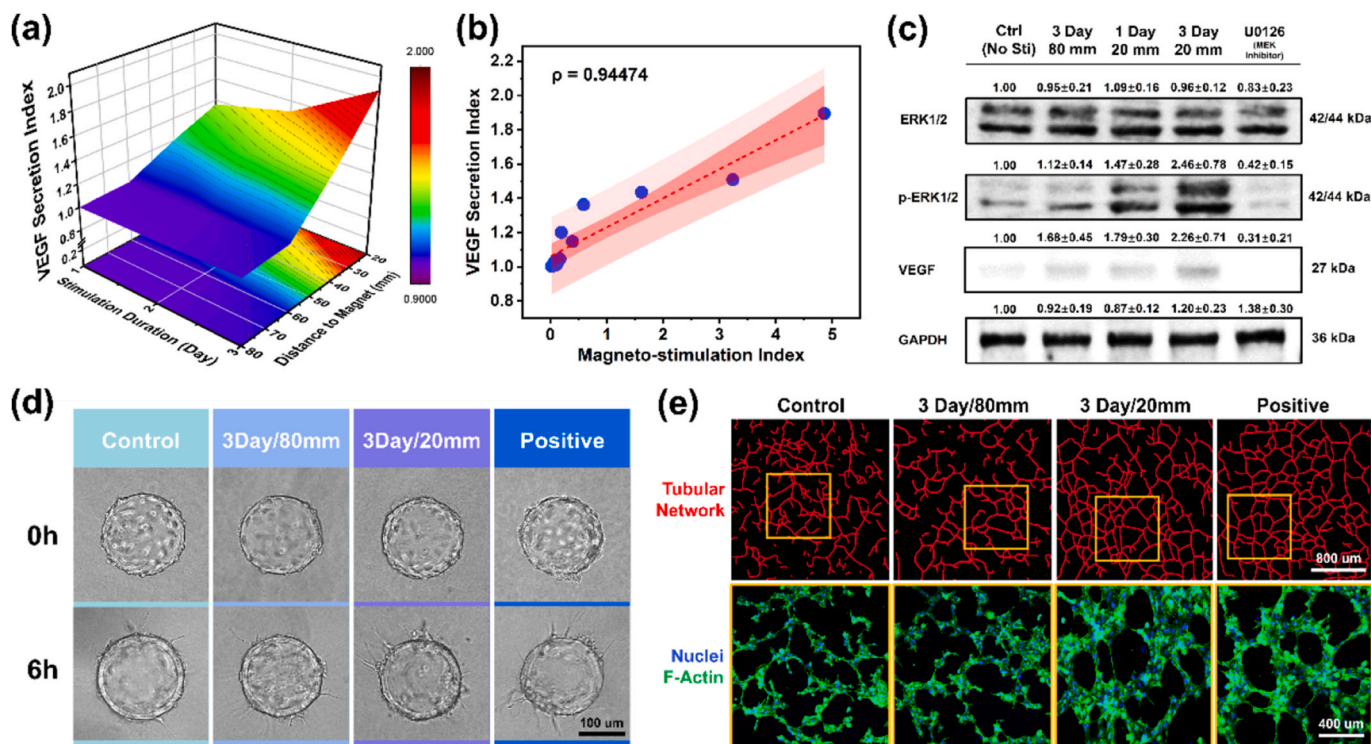 (a)
2.000
0.9000
VEGF Secretion Index
2.0
1.8
1.6
1.4
1.2
1.0
0.8
0.2
1
2
3
Stimulation Duration (Day)
80
70
60
50
40
30
20
Distance to Magnet (mm)
(b)
ρ = 0.94474
VEGF Secretion Index
2.2
2.0
1.8
1.6
1.4
1.2
1.0
0.8
0
1
2
3
4
5
Magneto-stimulation Index
(c)
Ctrl
(No Sti)
3 Day
80 mm
1 Day
20 mm
3 Day
20 mm
U0126
(MEK
Inhibitor)
1.00 0.95±0.21 1.09±0.16 0.96±0.12 0.83±0.23
ERK1/2
42/44 kDa
1.00 1.12±0.14 1.47±0.28 2.46±0.78 0.42±0.15
p-ERK1/2
42/44 kDa
1.00 1.68±0.45 1.79±0.30 2.26±0.71 0.31±0.21
VEGF
27 kDa
1.00 0.92±0.19 0.87±0.12 1.20±0.23 1.38±0.30
GAPDH
36 kDa
(d)
Control 3Day/80mm 3Day/20mm Positive
0h
6h
100 um
(e)
Control 3 Day/80mm 3 Day/20mm Positive
Tubular
Network
800 um
Nuclei
F-Actin
400 um